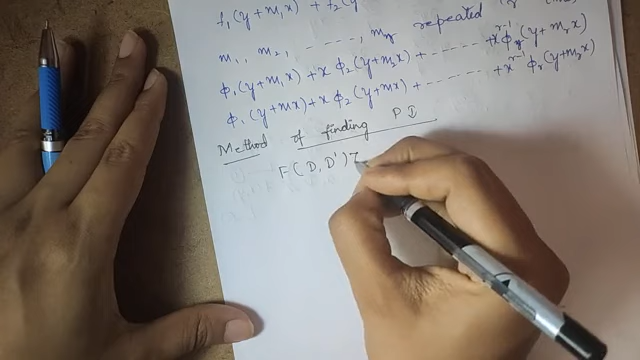 f₁(y+m₁x) + f₂(y
m₁, m₂, ------, mᵣ repeated
ϕ₁(y+m₁x) + x ϕ₂(y+m₂x) + ------ + xʳ⁻¹ ϕᵣ(y+mᵣx)
ϕ₁(y+mx) + x ϕ₂(y+mx) + ------ + xʳ⁻¹ ϕᵣ(y+mᵣx)
Method of finding PI
F(D, D')Z